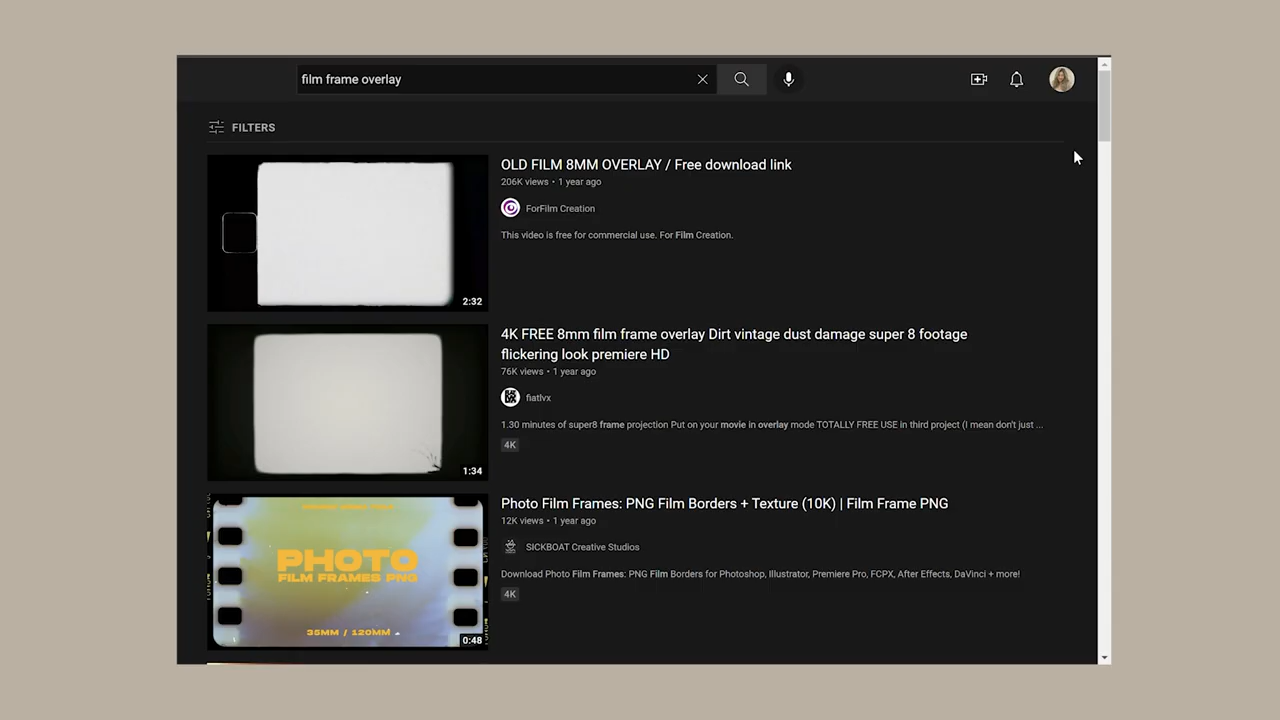 film frame overlay
FILTERS
OLD FILM 8MM OVERLAY / Free download link
206K views • 1 year ago
ForFilm Creation
This video is free for commercial use. For Film Creation.
2:32
4K FREE 8mm film frame overlay Dirt vintage dust damage super 8 footage
flickering look premiere HD
76K views • 1 year ago
fiatlvx
1.30 minutes of super8 frame projection Put on your movie in overlay mode TOTALLY FREE USE in third project (I mean don't just ...
4K
1:34
Photo Film Frames: PNG Film Borders + Texture (10K) | Film Frame PNG
12K views • 1 year ago
SICKBOAT Creative Studios
Download Photo Film Frames: PNG Film Borders for Photoshop, Illustrator, Premiere Pro, FCPX, After Effects, DaVinci + more!
4K
PHOTO
FILM FRAMES PNG
35MM / 120MM
0:48